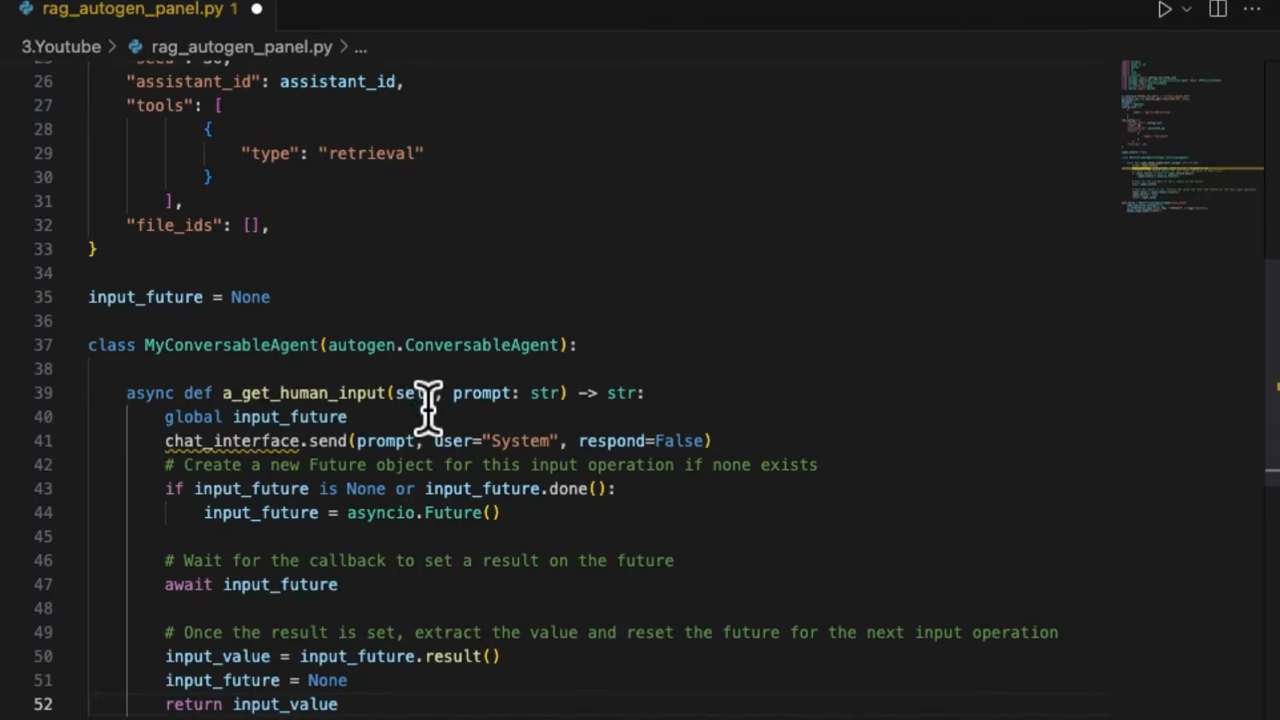 rag_autogen_panel.py 1
3.Youtube > rag_autogen_panel.py > ...
26 "assistant_id": assistant_id,
27 "tools": [
28 {
29 "type": "retrieval"
30 }
31 ],
32 "file_ids": [],
33 }
34
35 input_future = None
36
37 class MyConversableAgent(autogen.ConversableAgent):
38
39 async def a_get_human_input(self, prompt: str) -> str:
40 global input_future
41 chat_interface.send(prompt, user="System", respond=False)
42 # Create a new Future object for this input operation if none exists
43 if input_future is None or input_future.done():
44 input_future = asyncio.Future()
45
46 # Wait for the callback to set a result on the future
47 await input_future
48
49 # Once the result is set, extract the value and reset the future for the next input operation
50 input_value = input_future.result()
51 input_future = None
52 return input_value